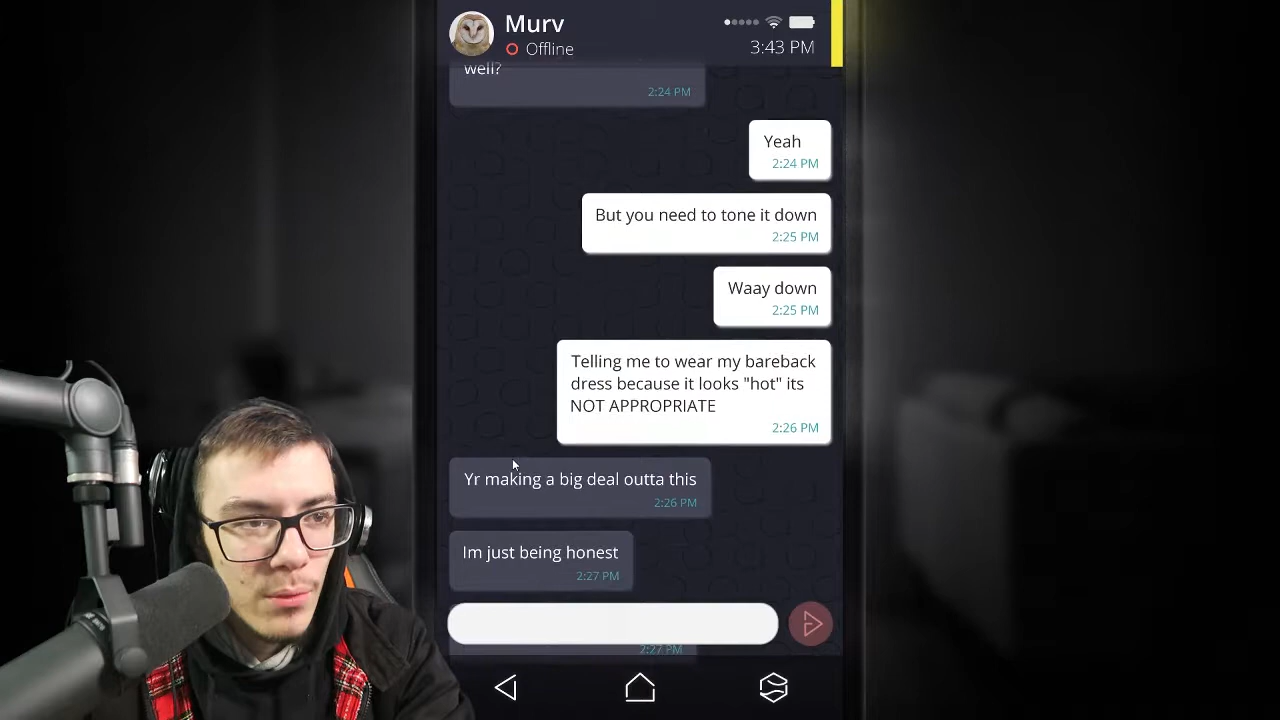 Murv
Offline
3:43 PM
well?
2:24 PM
Yeah
2:24 PM
But you need to tone it down
2:25 PM
Waay down
2:25 PM
Telling me to wear my bareback
dress because it looks "hot" its
NOT APPROPRIATE
2:26 PM
Yr making a big deal outta this
2:26 PM
Im just being honest
2:27 PM
2:27 PM